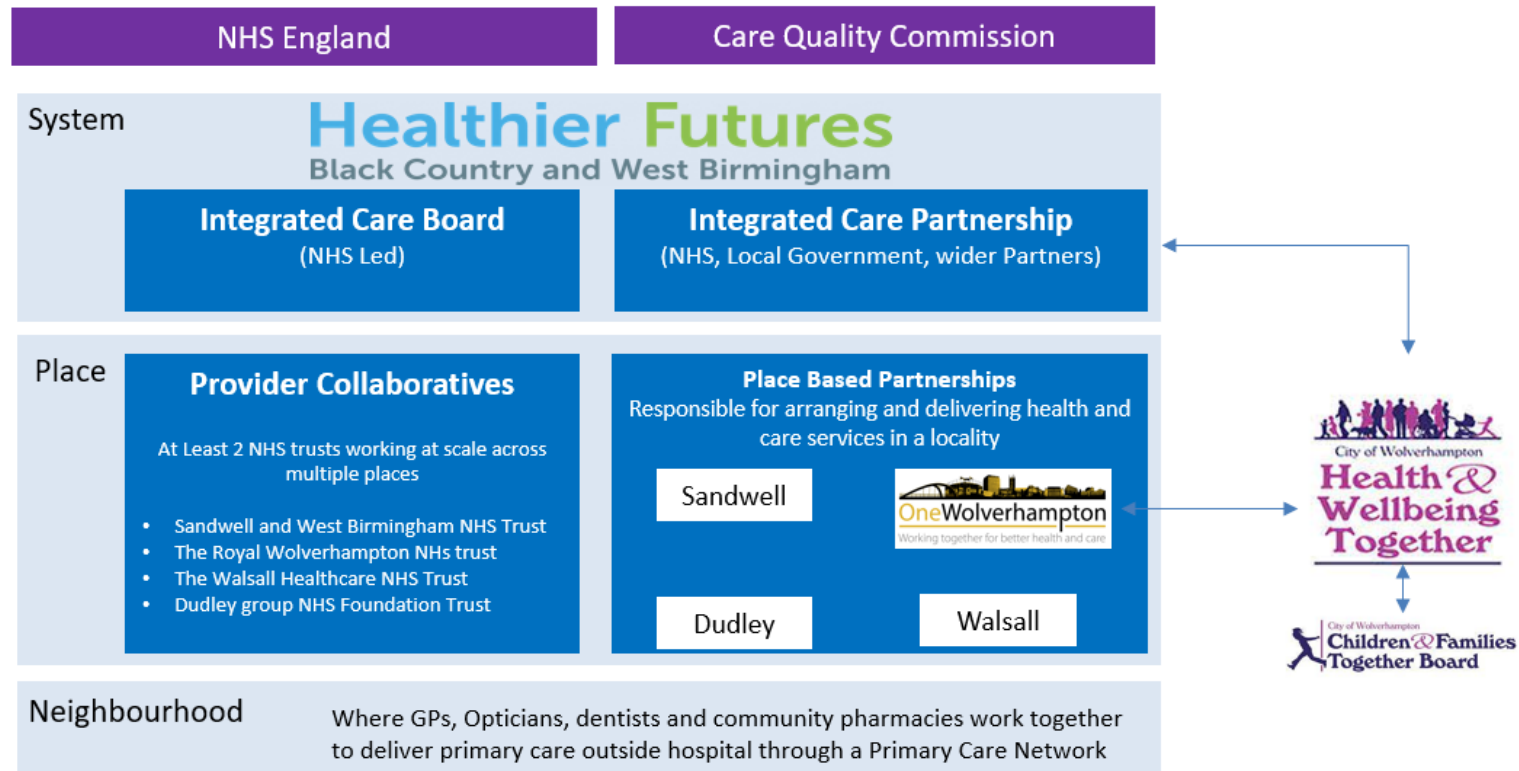 NHS England
Care Quality Commission
System
Healthier Futures
Black Country and West Birmingham
Integrated Care Board
(NHS Led)
Integrated Care Partnership
(NHS, Local Government, wider Partners)
Place
Provider Collaboratives
At Least 2 NHS trusts working at scale across
multiple places
• Sandwell and West Birmingham NHS Trust
• The Royal Wolverhampton NHs trust
• The Walsall Healthcare NHS Trust
• Dudley group NHS Foundation Trust
Place Based Partnerships
Responsible for arranging and delivering health and
care services in a locality
Sandwell
OneWolverhampton
Working together for better health and care
Dudley
Walsall
City of Wolverhampton
Health &
Wellbeing
Together
City of Wolverhampton
Children & Families
Together Board
Neighbourhood
Where GPs, Opticians, dentists and community pharmacies work together
to deliver primary care outside hospital through a Primary Care Network